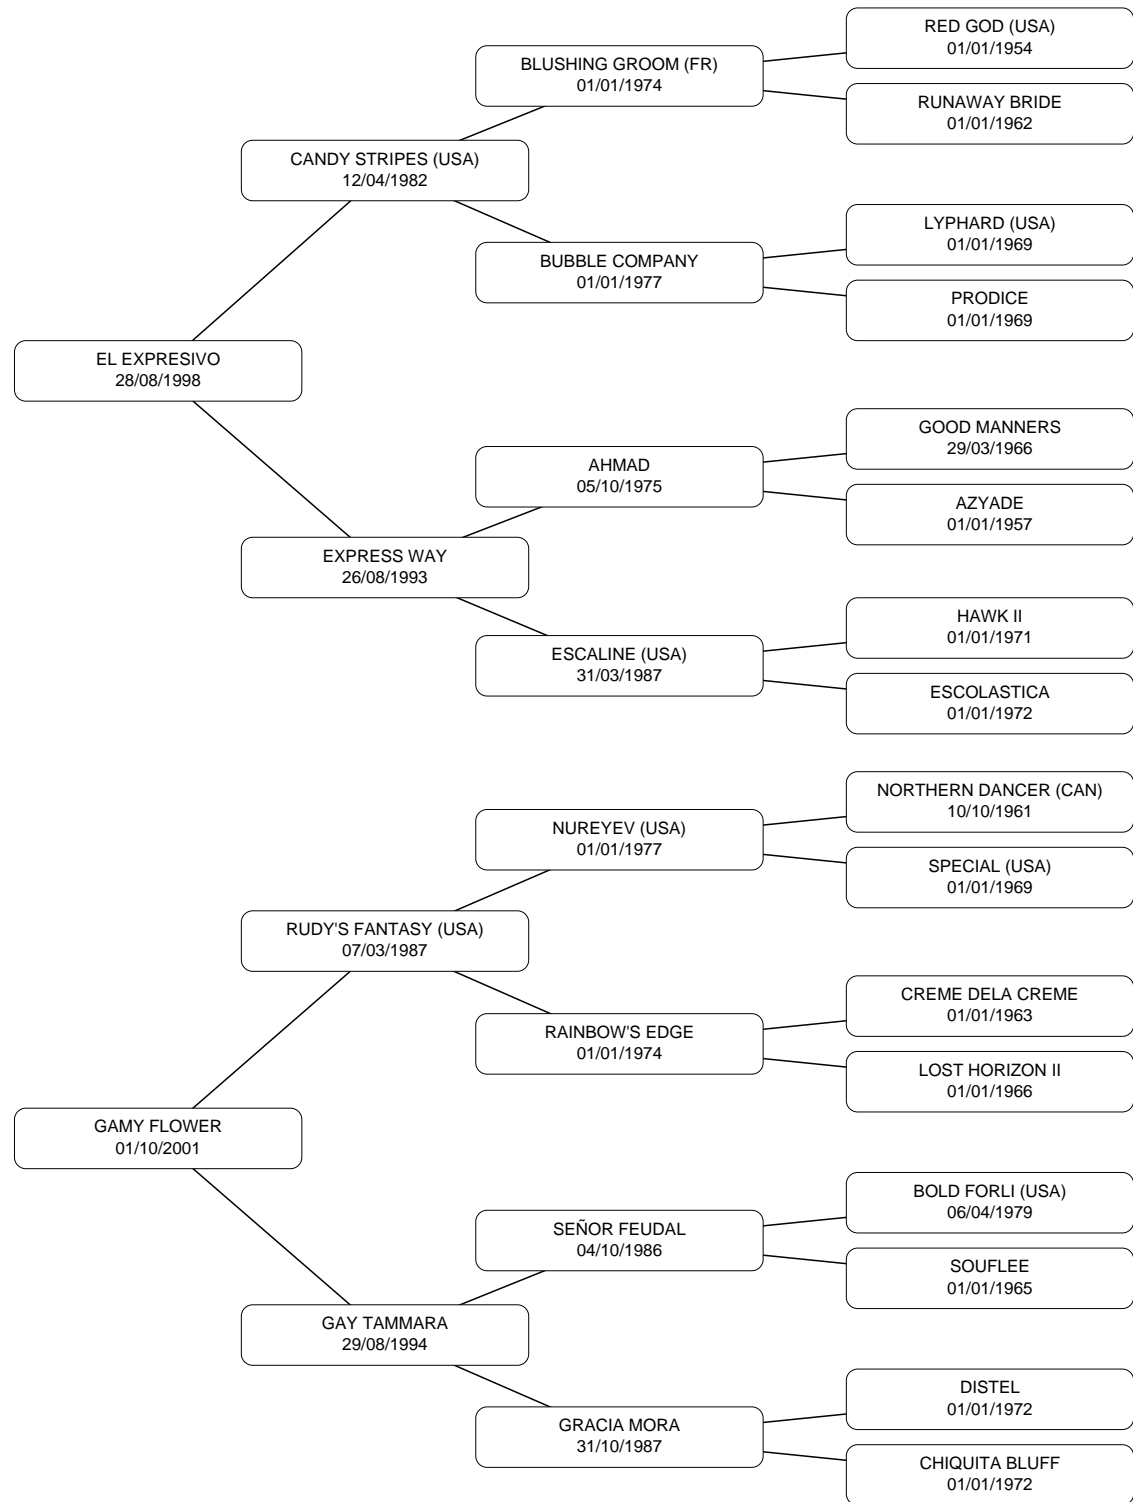 RED GOD (USA)
01/01/1954
BLUSHING GROOM (FR)
01/01/1974
RUNAWAY BRIDE
01/01/1962
CANDY STRIPES (USA)
12/04/1982
LYPHARD (USA)
01/01/1969
BUBBLE COMPANY
01/01/1977
PRODICE
01/01/1969
EL EXPRESIVO
28/08/1998
GOOD MANNERS
29/03/1966
AHMAD
05/10/1975
AZYADE
01/01/1957
EXPRESS WAY
26/08/1993
HAWK II
01/01/1971
ESCALINE (USA)
31/03/1987
ESCOLASTICA
01/01/1972
NORTHERN DANCER (CAN)
10/10/1961
NUREYEV (USA)
01/01/1977
SPECIAL (USA)
01/01/1969
RUDY'S FANTASY (USA)
07/03/1987
CREME DELA CREME
01/01/1963
RAINBOW'S EDGE
01/01/1974
LOST HORIZON II
01/01/1966
GAMY FLOWER
01/10/2001
BOLD FORLI (USA)
06/04/1979
SEÑOR FEUDAL
04/10/1986
SOUFLEE
01/01/1965
GAY TAMMARA
29/08/1994
DISTEL
01/01/1972
GRACIA MORA
31/10/1987
CHIQUITA BLUFF
01/01/1972